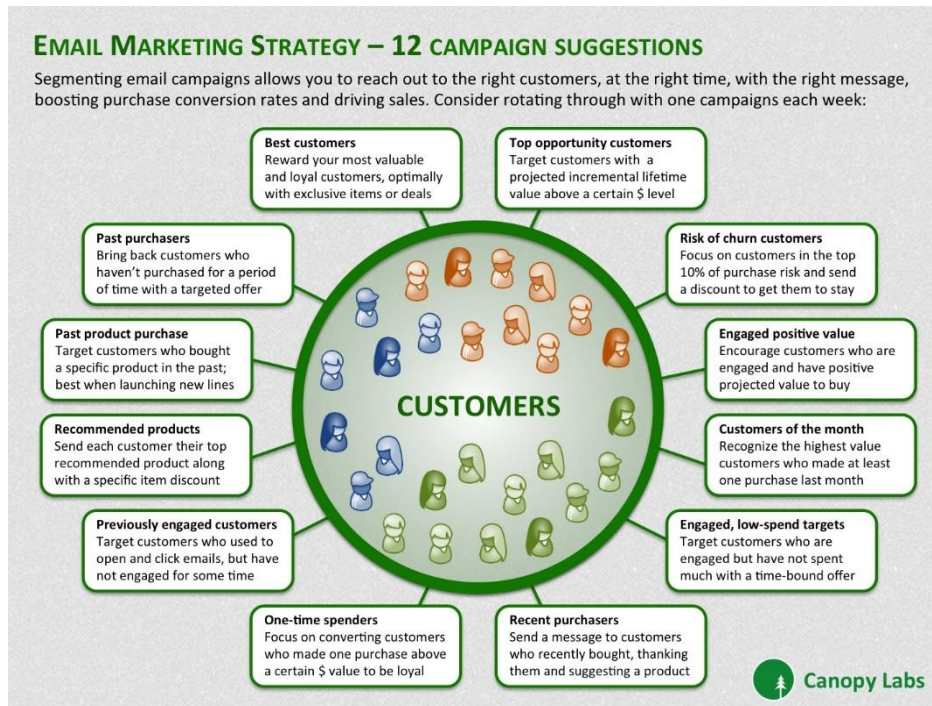 EMAIL MARKETING STRATEGY – 12 CAMPAIGN SUGGESTIONS
Segmenting email campaigns allows you to reach out to the right customers, at the right time, with the right message,
boosting purchase conversion rates and driving sales. Consider rotating through with one campaigns each week:
Best customers
Reward your most valuable
and loyal customers, optimally
with exclusive items or deals
Top opportunity customers
Target customers with a
projected incremental lifetime
value above a certain $ level
Past purchasers
Bring back customers who
haven't purchased for a period
of time with a targeted offer
Risk of churn customers
Focus on customers in the top
10% of purchase risk and send
a discount to get them to stay
Past product purchase
Target customers who bought
a specific product in the past;
best when launching new lines
Engaged positive value
Encourage customers who are
engaged and have positive
projected value to buy
CUSTOMERS
Recommended products
Send each customer their top
recommended product along
with a specific item discount
Customers of the month
Recognize the highest value
customers who made at least
one purchase last month
Previously engaged customers
Target customers who used to
open and click emails, but have
not engaged for some time
Engaged, low-spend targets
Target customers who are
engaged but have not spent
much with a time-bound offer
One-time spenders
Focus on converting customers
who made one purchase above
a certain $ value to be loyal
Recent purchasers
Send a message to customers
who recently bought, thanking
them and suggesting a product
Canopy Labs